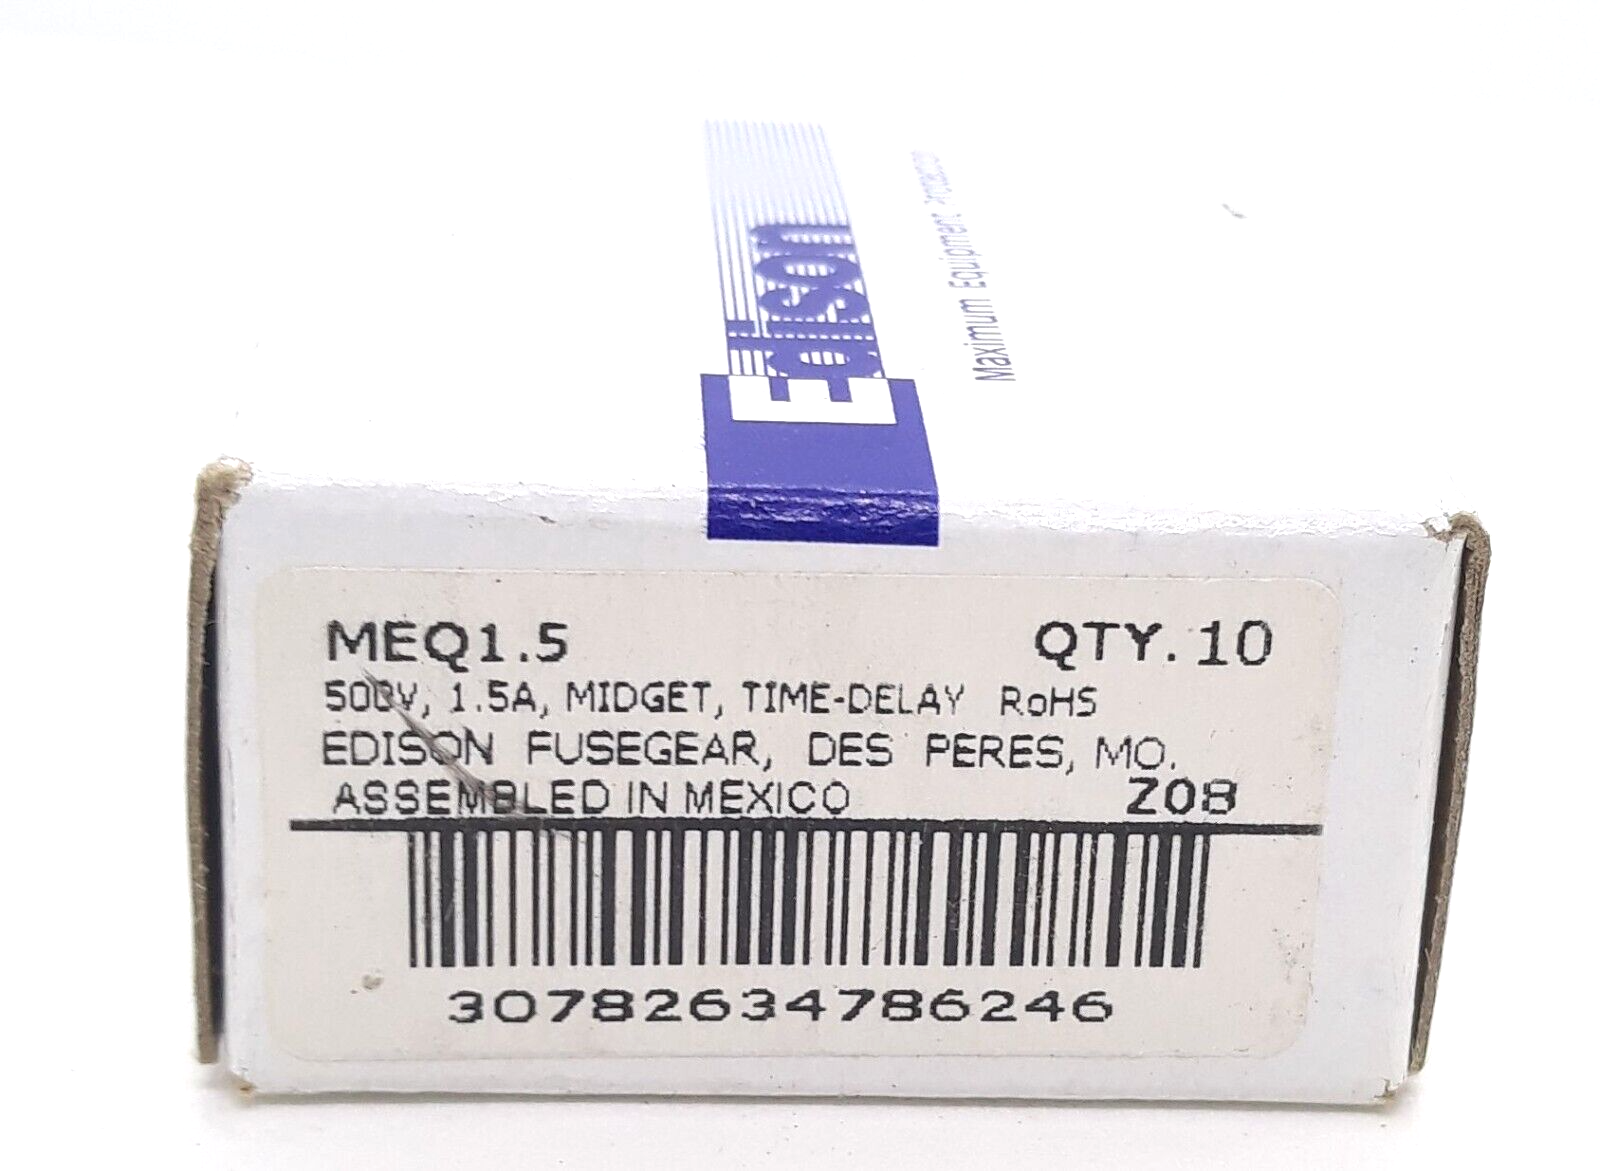 Edison
Maximum Equipment Protection
MEQ1.5 QTY. 10
500V, 1.5A, MIDGET, TIME-DELAY RoHS
EDISON FUSEGEAR, DES PERES, MO.
ASSEMBLED IN MEXICO Z08
30782634786246